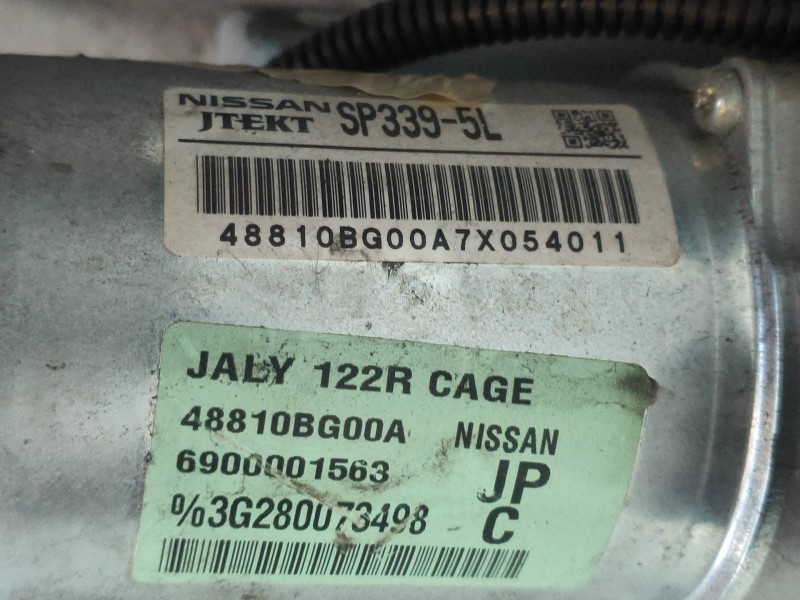 NISSAN
JTEKT SP339-5L
48810BG00A7X054011
JALY 122R CAGE
48810BG00A NISSAN
6900001563 JP
%3G280073498 C